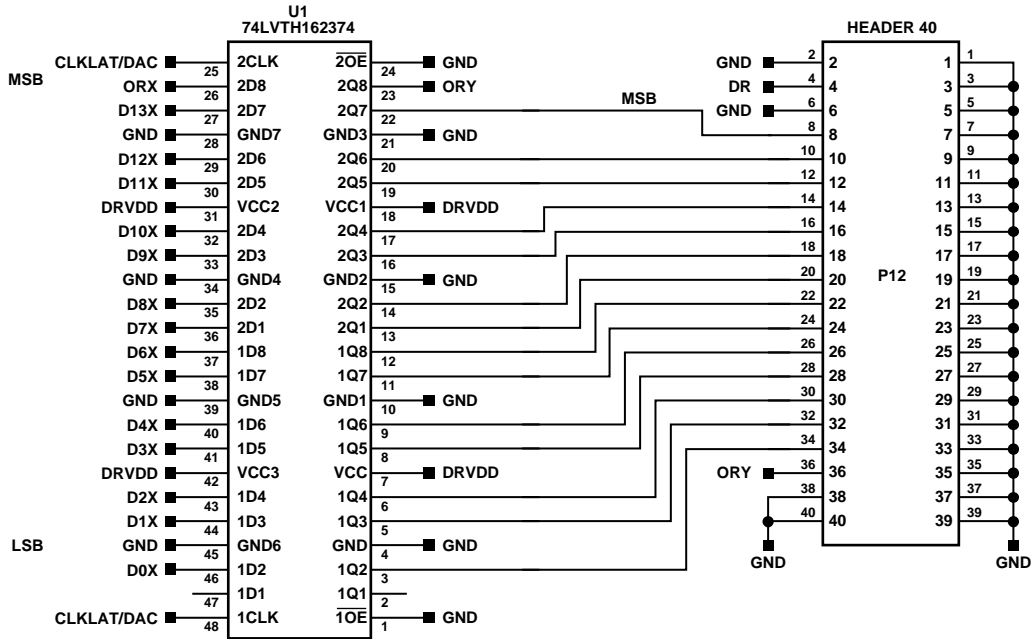 U1
74LVTH162374
HEADER 40
MSB
LSB
CLKLAT/DAC 25 2CLK 2OE 24 GND
ORX 26 2D8 2Q8 23 ORY
D13X 27 2D7 2Q7 22 MSB
GND 28 GND7 GND3 21 GND
D12X 29 2D6 2Q6 20
D11X 30 2D5 2Q5 19
DRVDD 31 VCC2 VCC1 18 DRVDD
D10X 32 2D4 2Q4 17
D9X 33 2D3 2Q3 16
GND 34 GND4 GND2 15 GND
D8X 35 2D2 2Q2 14
D7X 36 2D1 2Q1 13
D6X 37 1D8 1Q8 12
D5X 38 1D7 1Q7 11
GND 39 GND5 GND1 10 GND
D4X 40 1D6 1Q6 9
D3X 41 1D5 1Q5 8
DRVDD 42 VCC3 VCC 7 DRVDD
D2X 43 1D4 1Q4 6
D1X 44 1D3 1Q3 5
GND 45 GND6 GND 4 GND
D0X 46 1D2 1Q2 3
47 1D1 1Q1 2
CLKLAT/DAC 48 1CLK 1OE 1 GND
GND 2 2 1 1
DR 4 4 3 3
GND 6 6 5 5
8 8 7 7
10 10 9 9
12 12 11 11
14 14 13 13
16 16 15 15
18 18 17 17
P12
20 20 19 19
22 22 21 21
24 24 23 23
26 26 25 25
28 28 27 27
30 30 29 29
32 32 31 31
34 34 33 33
ORY 36 36 35 35
38 38 37 37
40 40 39 39
GND GND